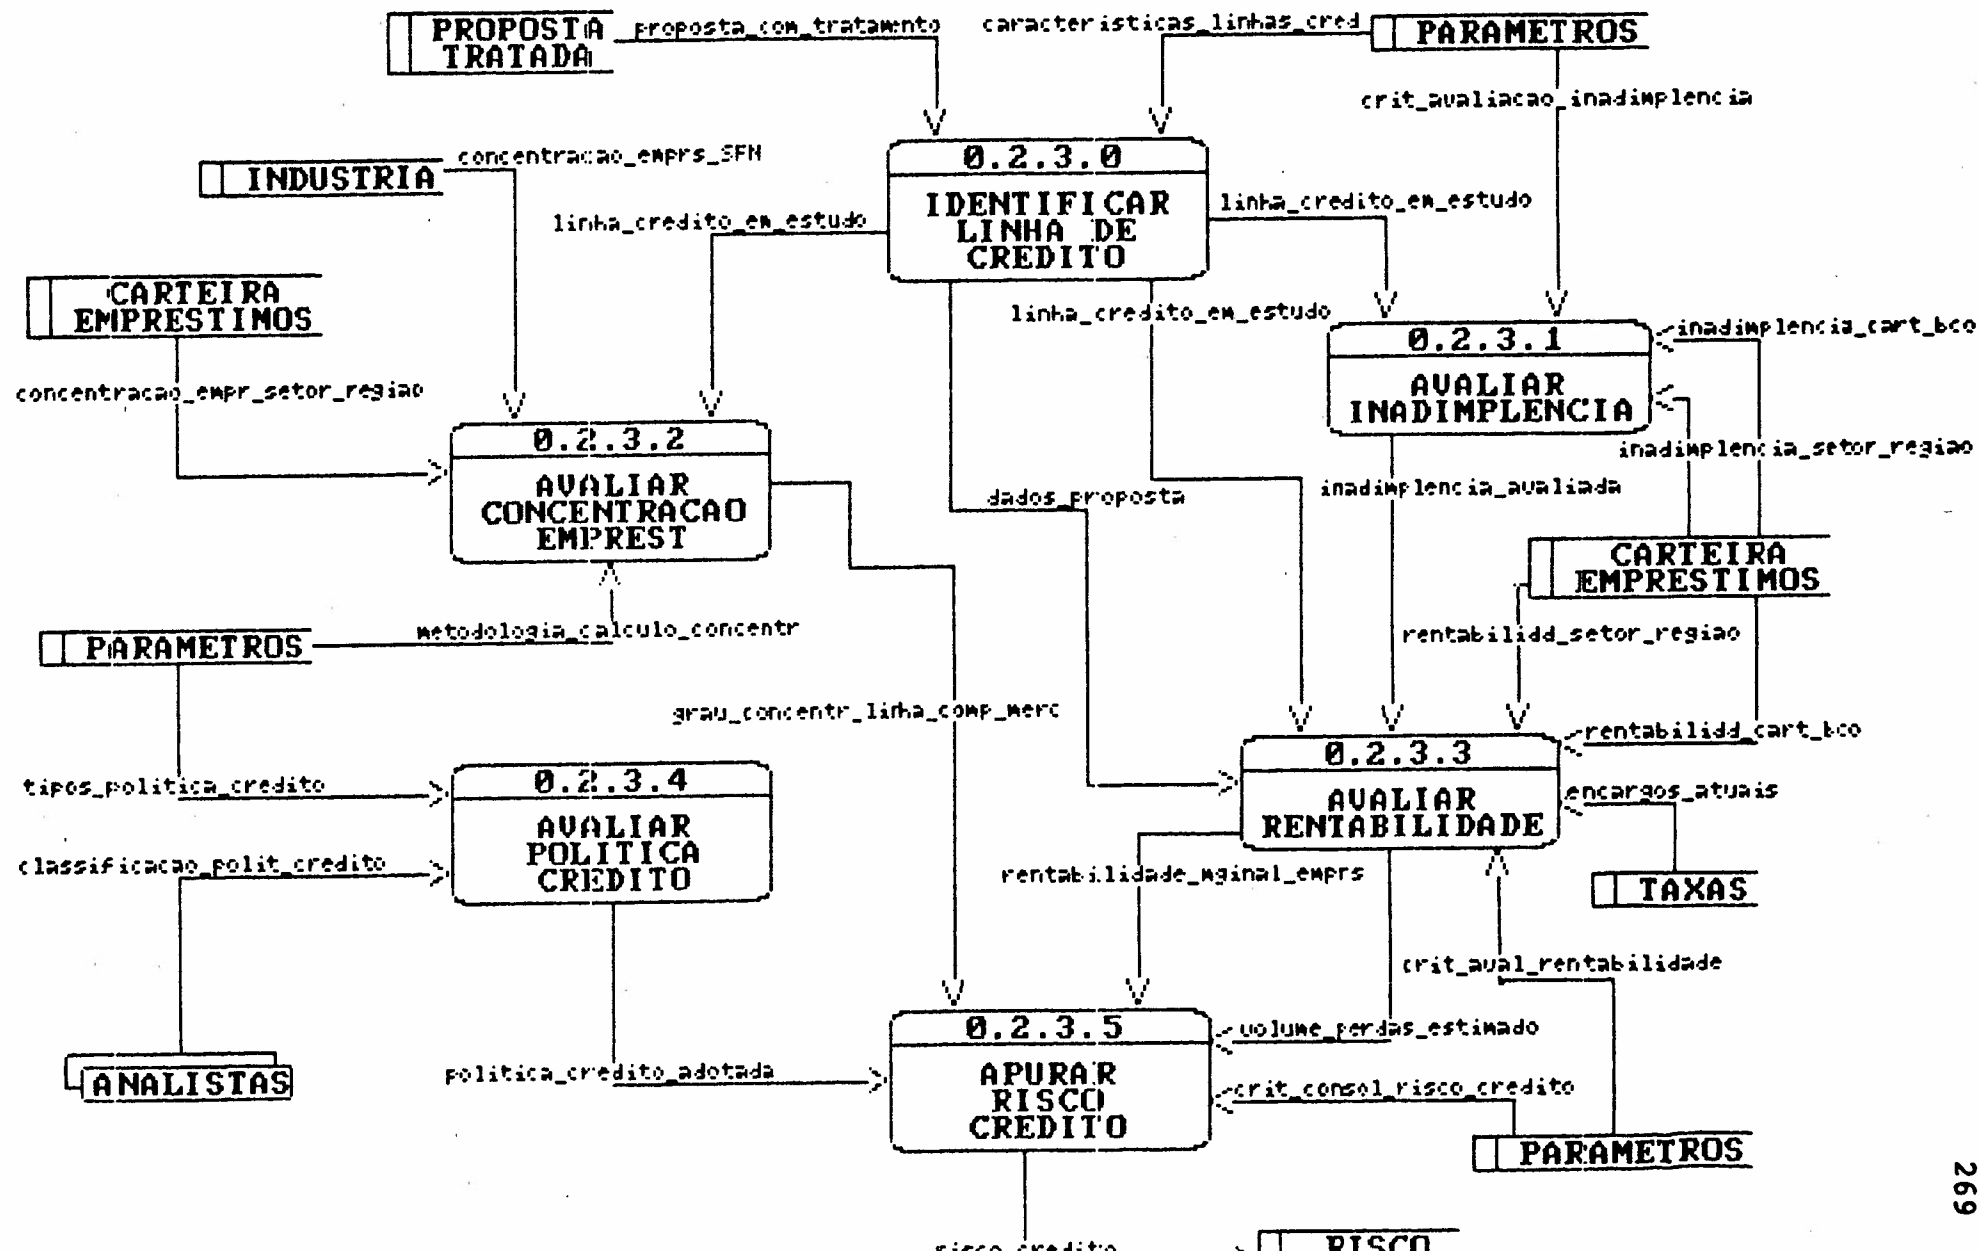 PROPOSTA
TRATADA
proposta_com_tratamento
caracteristicas_linhas_cred
PARAMETROS
crit_avaliacao_inadimplencia
INDUSTRIA
concentracao_emprs_SFN
0.2.3.0
IDENTIFICAR
LINHA DE
CREDITO
linha_credito_em_estudo
linha_credito_em_estudo
linha_credito_em_estudo
CARTEIRA
EMPRESTIMOS
concentracao_empr_setor_regiao
0.2.3.1
AVALIAR
INADIMPLENCIA
inadimplencia_cart_bco
inadimplencia_setor_regiao
0.2.3.2
AVALIAR
CONCENTRACAO
EMPREST
dados_proposta
inadimplencia_avaliada
CARTEIRA
EMPRESTIMOS
PARAMETROS
metodologia_calculo_concentr
rentabilidd_setor_regiao
grau_concentr_linha_comp_merc
rentabilidd_cart_bco
tipos_politica_credito
0.2.3.4
AVALIAR
POLITICA
CREDITO
0.2.3.3
AVALIAR
RENTABILIDADE
encargos_atuais
classificacao_polit_credito
rentabilidade_mginal_emprs
TAXAS
crit_aval_rentabilidade
ANALISTAS
politica_credito_adotada
0.2.3.5
APURAR
RISCO
CREDITO
volume_perdas_estimado
crit_consol_risco_credito
PARAMETROS
269
risco_credito
RISCO